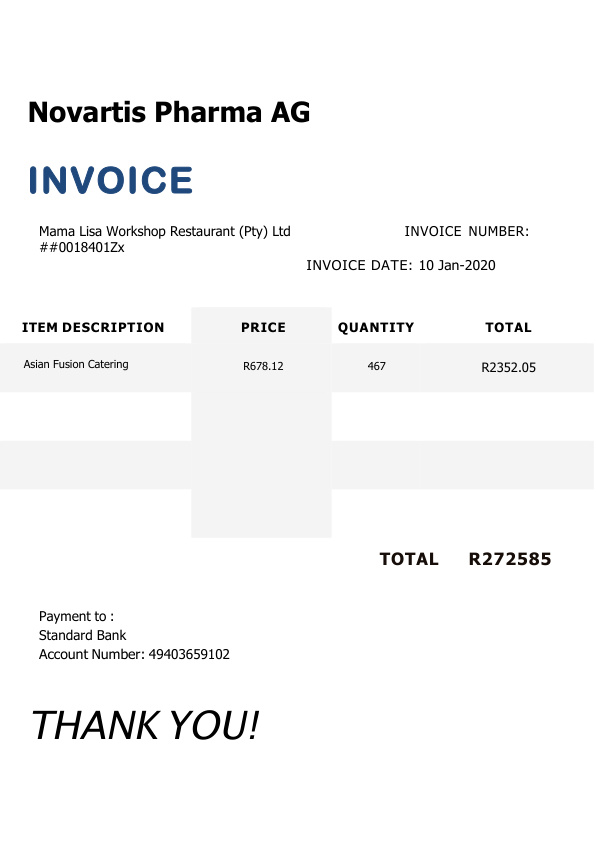 Novartis Pharma AG
INVOICE
Mama Lisa Workshop Restaurant (Pty) Ltd
##0018401Zx
INVOICE NUMBER:
INVOICE DATE: 10 Jan-2020
ITEM DESCRIPTION PRICE QUANTITY TOTAL
Asian Fusion Catering R678.12 467 R2352.05
TOTAL R272585
Payment to :
Standard Bank
Account Number: 49403659102
THANK YOU!